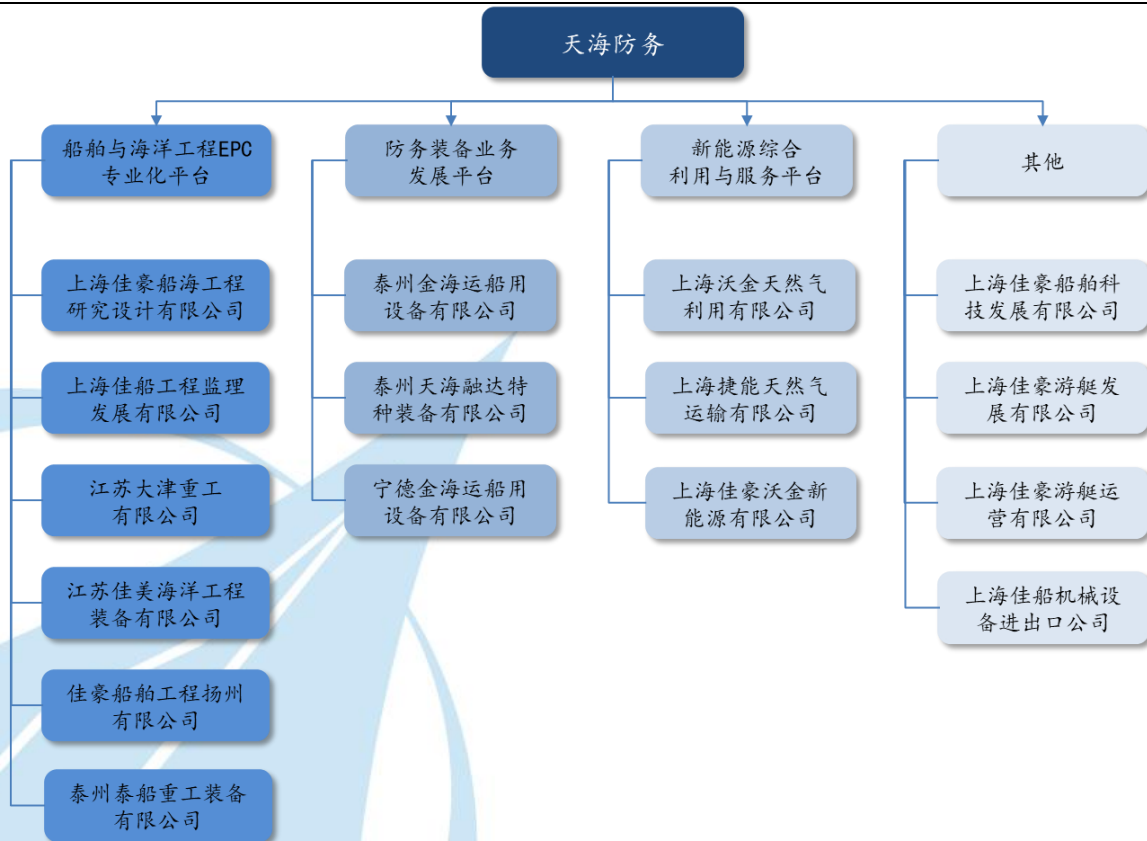 天海防务
船舶与海洋工程EPC
专业化平台
上海佳豪船海工程
研究设计有限公司
上海佳船工程监理
发展有限公司
江苏大津重工
有限公司
江苏佳美海洋工程
装备有限公司
佳豪船舶工程扬州
有限公司
泰州泰船重工装备
有限公司
防务装备业务
发展平台
泰州金海运船用
设备有限公司
泰州天海融达特
种装备有限公司
宁德金海运船用
设备有限公司
新能源综合
利用与服务平台
上海沃金天然气
利用有限公司
上海捷能天然气
运输有限公司
上海佳豪沃金新
能源有限公司
其他
上海佳豪船舶科
技发展有限公司
上海佳豪游艇发
展有限公司
上海佳豪游艇运
营有限公司
上海佳船机械设
备进出口公司